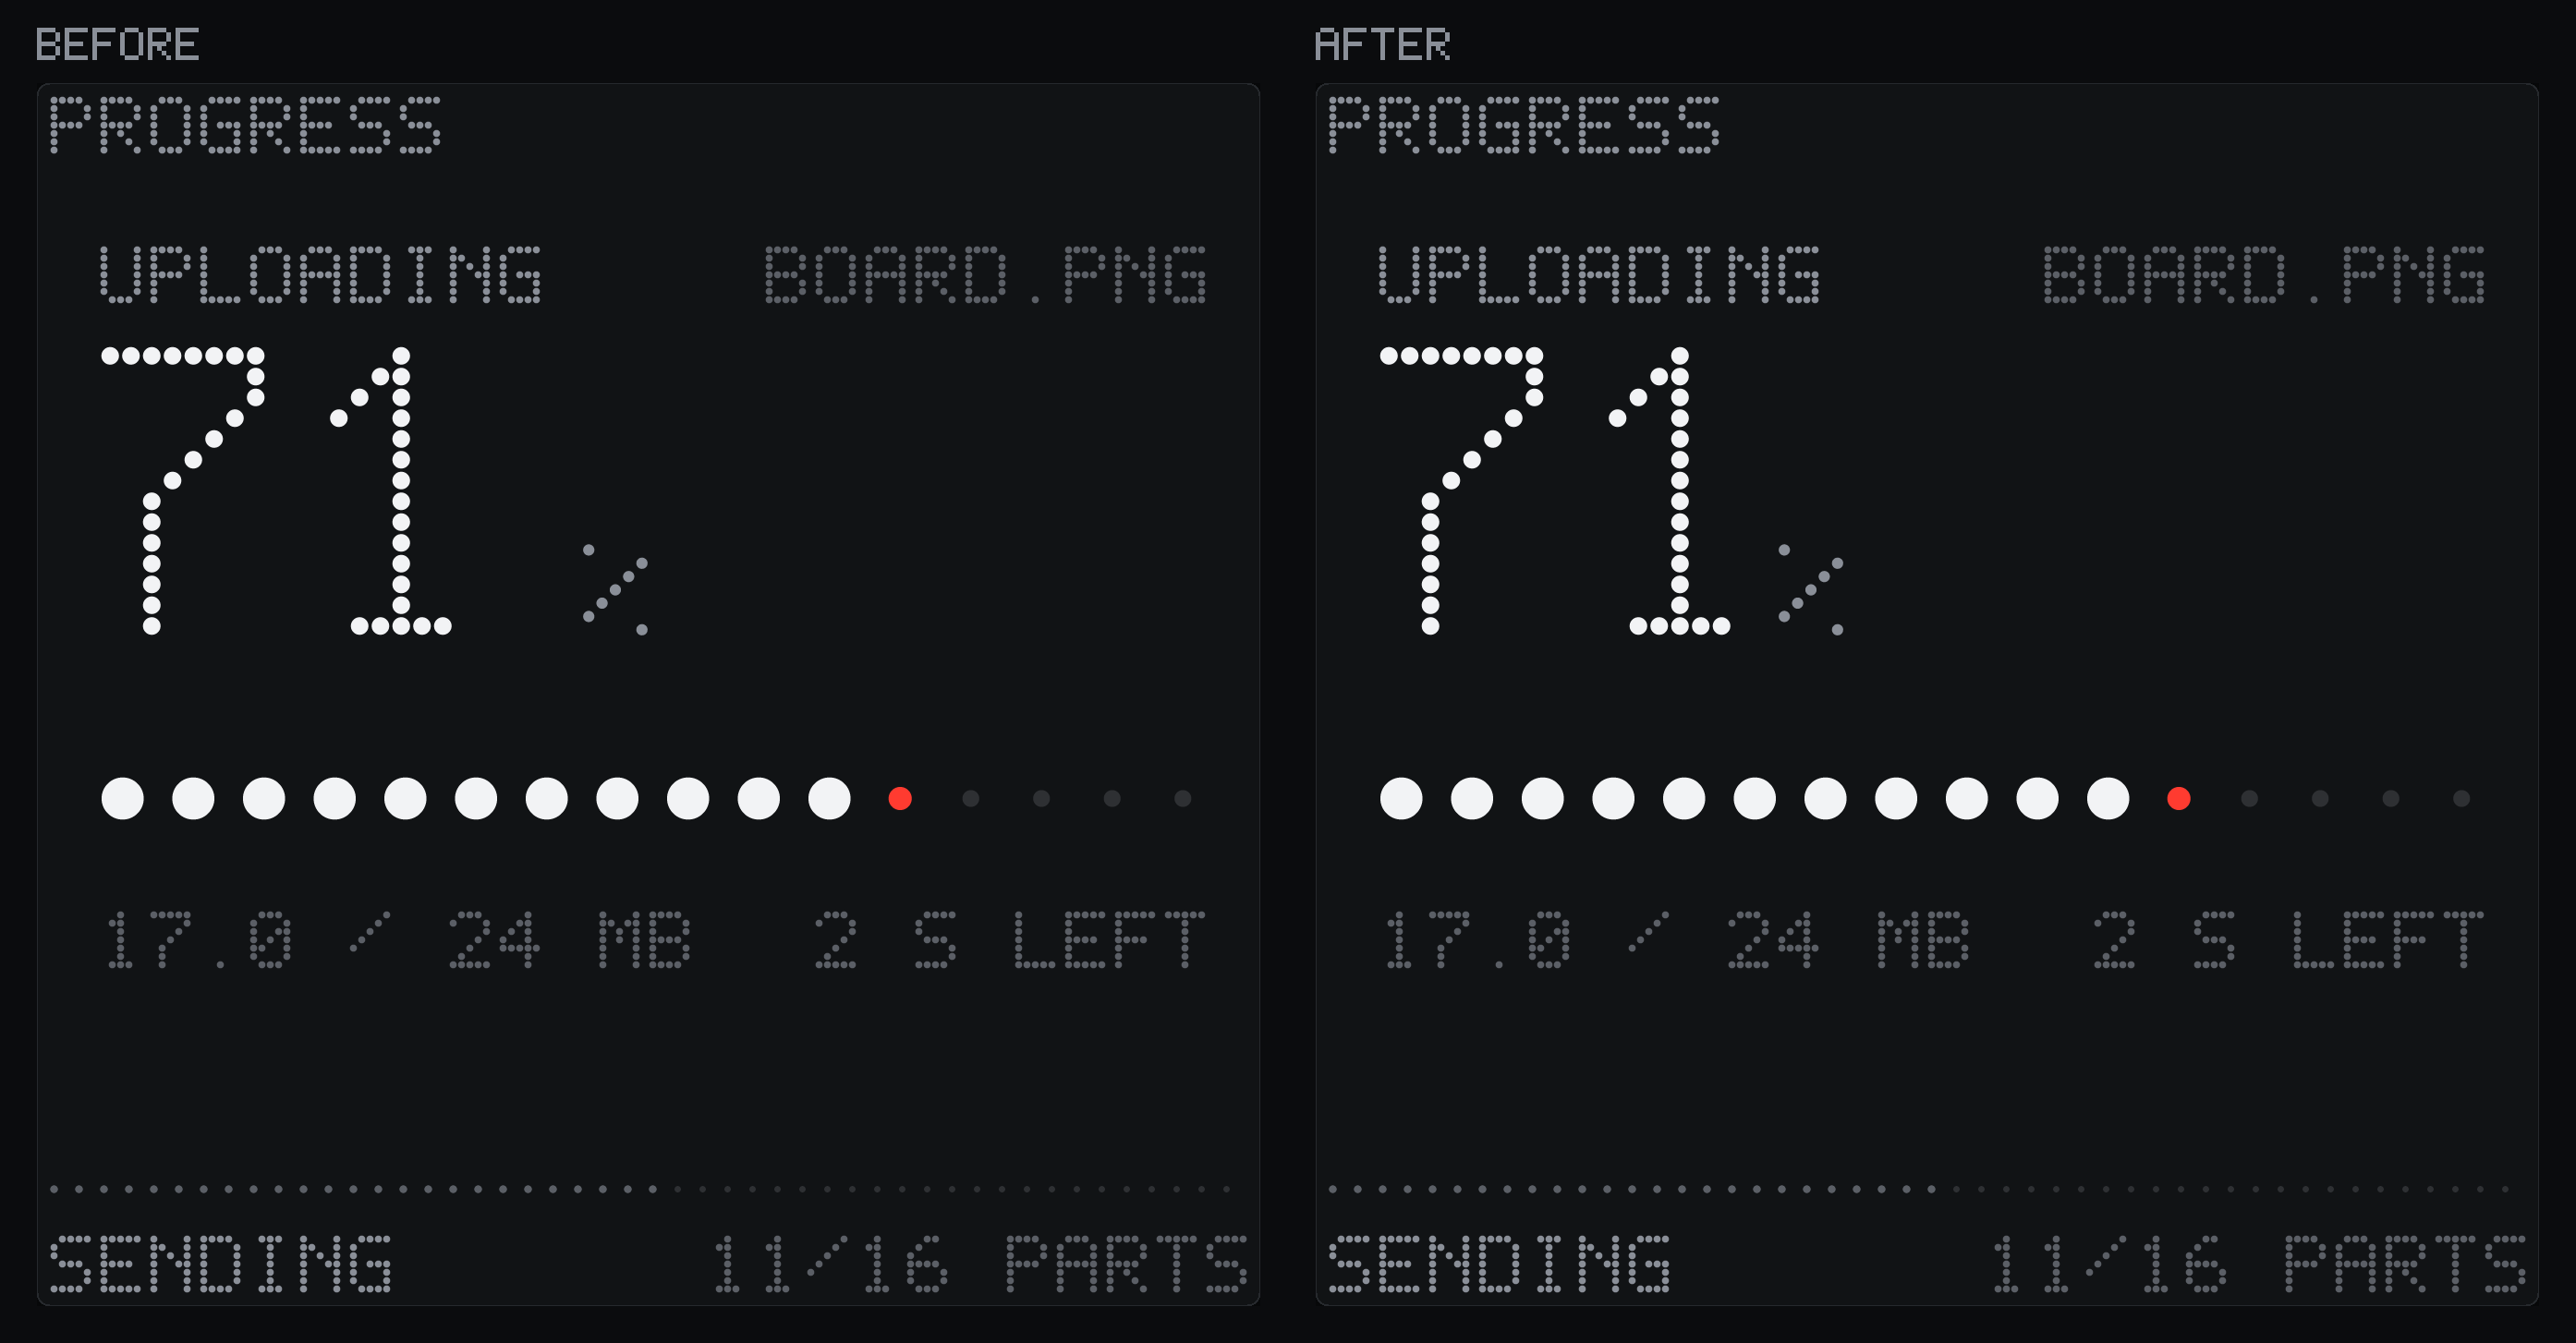 BEFORE
PROGRESS
UPLOADING BOARD.PNG
71 %
17.0 / 24 MB 2 S LEFT
SENDING 11/16 PARTS
AFTER
PROGRESS
UPLOADING BOARD.PNG
71 %
17.0 / 24 MB 2 S LEFT
SENDING 11/16 PARTS